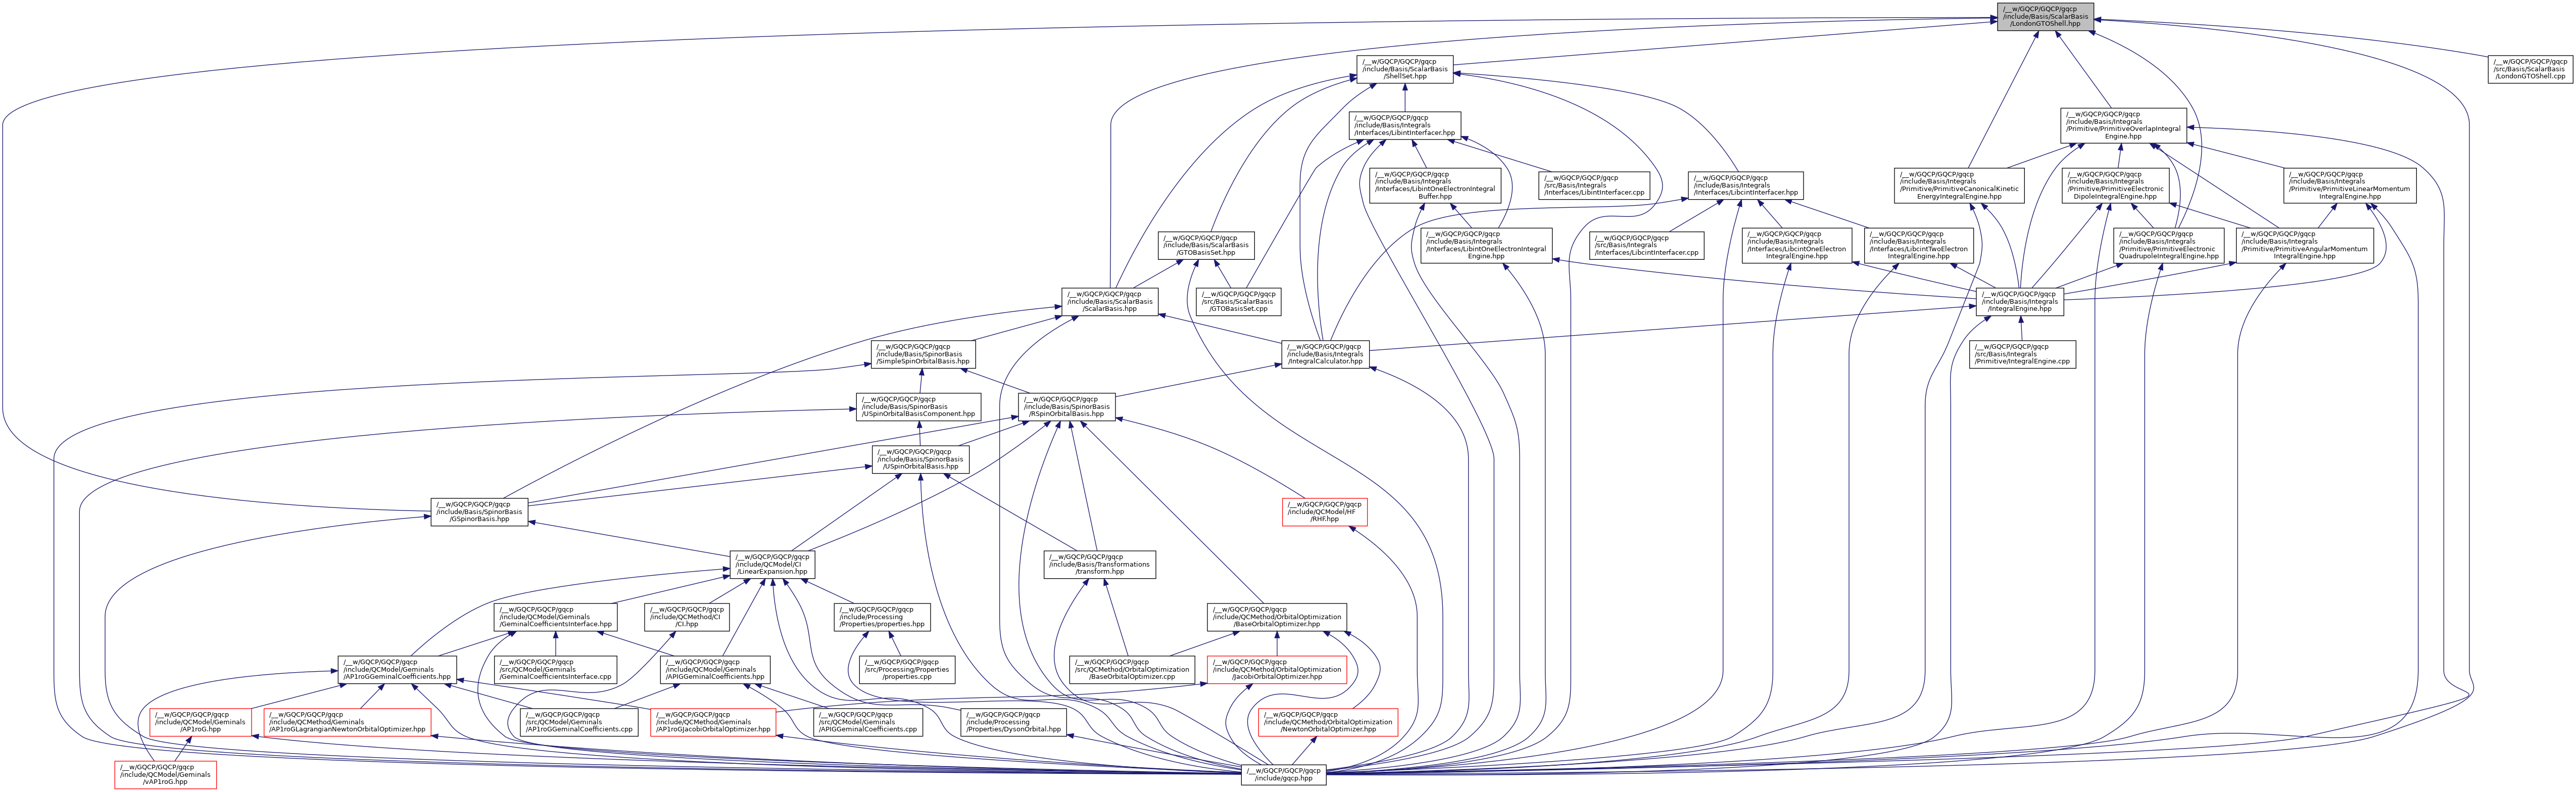 /__w/GQCP/GQCP/gqcp
/include/Basis/ScalarBasis
/LondonGTOShell.hpp
/__w/GQCP/GQCP/gqcp
/include/Basis/ScalarBasis
/ShellSet.hpp
/__w/GQCP/GQCP/gqcp
/src/Basis/ScalarBasis
/LondonGTOShell.cpp
/__w/GQCP/GQCP/gqcp
/include/Basis/Integrals
/Interfaces/LibintInterfacer.hpp
/__w/GQCP/GQCP/gqcp
/include/Basis/Integrals
/Primitive/PrimitiveOverlapIntegral
Engine.hpp
/__w/GQCP/GQCP/gqcp
/include/Basis/Integrals
/Interfaces/LibintOneElectronIntegral
Buffer.hpp
/__w/GQCP/GQCP/gqcp
/src/Basis/Integrals
/Interfaces/LibintInterfacer.cpp
/__w/GQCP/GQCP/gqcp
/include/Basis/Integrals
/Interfaces/LibcintInterfacer.hpp
/__w/GQCP/GQCP/gqcp
/include/Basis/Integrals
/Primitive/PrimitiveCanonicalKinetic
EnergyIntegralEngine.hpp
/__w/GQCP/GQCP/gqcp
/include/Basis/Integrals
/Primitive/PrimitiveElectronic
DipoleIntegralEngine.hpp
/__w/GQCP/GQCP/gqcp
/include/Basis/Integrals
/Primitive/PrimitiveLinearMomentum
IntegralEngine.hpp
/__w/GQCP/GQCP/gqcp
/include/Basis/ScalarBasis
/GTOBasisSet.hpp
/__w/GQCP/GQCP/gqcp
/include/Basis/Integrals
/Interfaces/LibintOneElectronIntegral
Engine.hpp
/__w/GQCP/GQCP/gqcp
/src/Basis/Integrals
/Interfaces/LibcintInterfacer.cpp
/__w/GQCP/GQCP/gqcp
/include/Basis/Integrals
/Interfaces/LibcintOneElectron
IntegralEngine.hpp
/__w/GQCP/GQCP/gqcp
/include/Basis/Integrals
/Interfaces/LibcintTwoElectron
IntegralEngine.hpp
/__w/GQCP/GQCP/gqcp
/include/Basis/Integrals
/Primitive/PrimitiveElectronic
QuadrupoleIntegralEngine.hpp
/__w/GQCP/GQCP/gqcp
/include/Basis/Integrals
/Primitive/PrimitiveAngularMomentum
IntegralEngine.hpp
/__w/GQCP/GQCP/gqcp
/include/Basis/ScalarBasis
/ScalarBasis.hpp
/__w/GQCP/GQCP/gqcp
/src/Basis/ScalarBasis
/GTOBasisSet.cpp
/__w/GQCP/GQCP/gqcp
/include/Basis/Integrals
/IntegralEngine.hpp
/__w/GQCP/GQCP/gqcp
/include/Basis/SpinorBasis
/SimpleSpinOrbitalBasis.hpp
/__w/GQCP/GQCP/gqcp
/include/Basis/Integrals
/IntegralCalculator.hpp
/__w/GQCP/GQCP/gqcp
/src/Basis/Integrals
/Primitive/IntegralEngine.cpp
/__w/GQCP/GQCP/gqcp
/include/Basis/SpinorBasis
/USpinOrbitalBasisComponent.hpp
/__w/GQCP/GQCP/gqcp
/include/Basis/SpinorBasis
/RSpinOrbitalBasis.hpp
/__w/GQCP/GQCP/gqcp
/include/Basis/SpinorBasis
/USpinOrbitalBasis.hpp
/__w/GQCP/GQCP/gqcp
/include/Basis/SpinorBasis
/GSpinorBasis.hpp
/__w/GQCP/GQCP/gqcp
/include/QCModel/HF
/RHF.hpp
/__w/GQCP/GQCP/gqcp
/include/QCModel/CI
/LinearExpansion.hpp
/__w/GQCP/GQCP/gqcp
/include/Basis/Transformations
/transform.hpp
/__w/GQCP/GQCP/gqcp
/include/QCModel/Geminals
/GeminalCoefficientsInterface.hpp
/__w/GQCP/GQCP/gqcp
/include/QCMethod/CI
/CI.hpp
/__w/GQCP/GQCP/gqcp
/include/Processing
/Properties/properties.hpp
/__w/GQCP/GQCP/gqcp
/include/QCMethod/OrbitalOptimization
/BaseOrbitalOptimizer.hpp
/__w/GQCP/GQCP/gqcp
/include/QCModel/Geminals
/AP1roGGeminalCoefficients.hpp
/__w/GQCP/GQCP/gqcp
/src/QCModel/Geminals
/GeminalCoefficientsInterface.cpp
/__w/GQCP/GQCP/gqcp
/include/QCModel/Geminals
/APIGGeminalCoefficients.hpp
/__w/GQCP/GQCP/gqcp
/src/Processing/Properties
/properties.cpp
/__w/GQCP/GQCP/gqcp
/src/QCMethod/OrbitalOptimization
/BaseOrbitalOptimizer.cpp
/__w/GQCP/GQCP/gqcp
/include/QCMethod/OrbitalOptimization
/JacobiOrbitalOptimizer.hpp
/__w/GQCP/GQCP/gqcp
/include/QCModel/Geminals
/AP1roG.hpp
/__w/GQCP/GQCP/gqcp
/include/QCMethod/Geminals
/AP1roGLagrangianNewtonOrbitalOptimizer.hpp
/__w/GQCP/GQCP/gqcp
/src/QCModel/Geminals
/AP1roGGeminalCoefficients.cpp
/__w/GQCP/GQCP/gqcp
/include/QCMethod/Geminals
/AP1roGJacobiOrbitalOptimizer.hpp
/__w/GQCP/GQCP/gqcp
/src/QCModel/Geminals
/APIGGeminalCoefficients.cpp
/__w/GQCP/GQCP/gqcp
/include/Processing
/Properties/DysonOrbital.hpp
/__w/GQCP/GQCP/gqcp
/include/QCMethod/OrbitalOptimization
/NewtonOrbitalOptimizer.hpp
/__w/GQCP/GQCP/gqcp
/include/QCModel/Geminals
/vAP1roG.hpp
/__w/GQCP/GQCP/gqcp
/include/gqcp.hpp